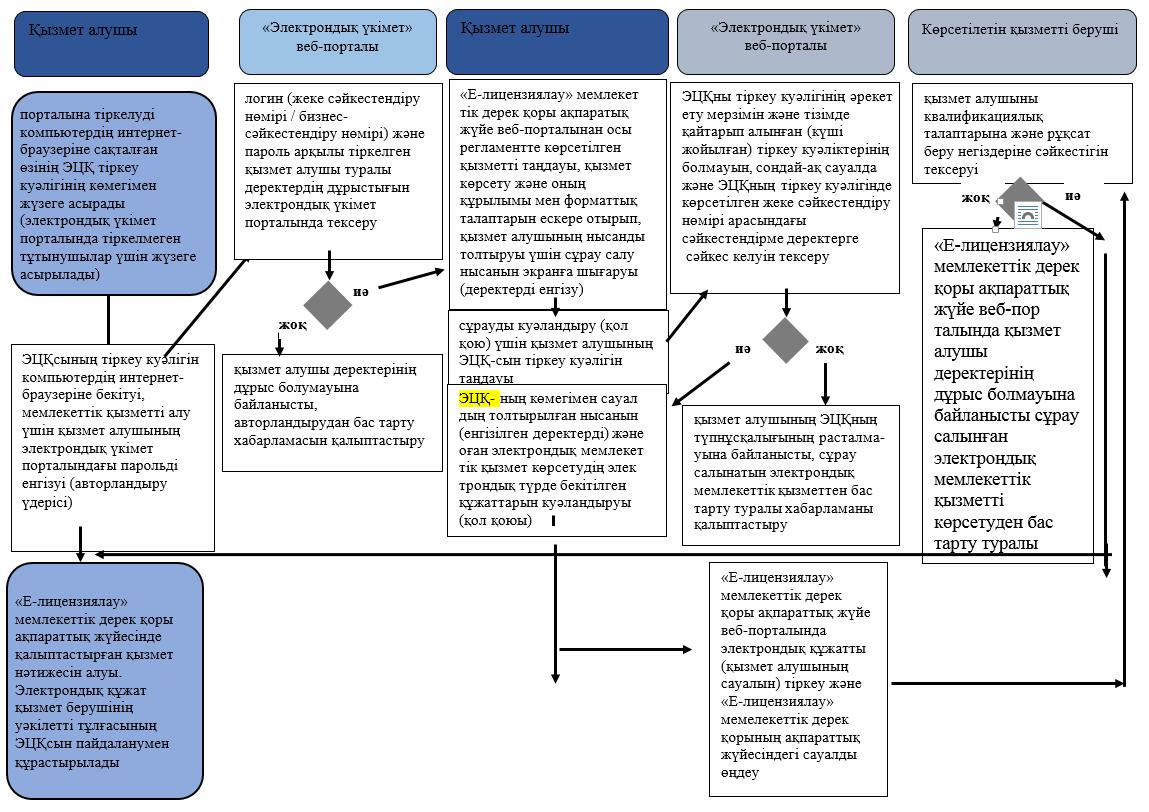 Қызмет алушы
«Электрондық үкімет»
веб-порталы
Қызмет алушы
«Электрондық үкімет»
веб-порталы
Көрсетілетін қызметті беруші
порталына тіркелуді
компьютердің интернет-
браузеріне сақталған
өзінің ЭЦҚ тіркеу
куәлігінің көмегімен
жүзеге асырады
(электрондық үкімет
порталында тіркелмеген
тұтынушылар үшін жүзеге
асырылады)
ЭЦҚсының тіркеу куәлігін
компьютердің интернет-
браузеріне бекітуі,
мемлекеттік қызметті алу
үшін қызмет алушының
электрондық үкімет
порталындағы парольді
енгізуі (авторландыру
үдерісі)
«Е-лицензиялау»
мемлекеттік дерек қоры
ақпараттық жүйесінде
қалыптастырған қызмет
нәтижесін алуы.
Электрондық құжат
қызмет берушінің
уәкілетті тұлғасының
ЭЦҚсын пайдаланумен
құрастырылады
логин (жеке сәйкестендіру
нөмірі / бизнес-
сәйкестендіру нөмірі) және
пароль арқылы тіркелген
қызмет алушы туралы
деректердің дұрыстығын
электрондық үкімет
порталында тексеру
иә
жоқ
қызмет алушы деректерінің
дұрыс болумауына
байланысты,
авторландырудан бас тарту
хабарламасын қалыптастыру
«Е-лицензиялау» мемлекет
тік дерек қоры ақпараттық
жүйе веб-порталынан осы
регламентте көрсетілген
қызметті таңдауы, қызмет
көрсету және оның
құрылымы мен форматтық
талаптарын ескере отырып,
қызмет алушының нысанды
толтыруы үшін сұрау салу
нысанын экранға шығаруы
(деректерді енгізу)
сұрауды куәландыру (қол
қою) үшін қызмет алушының
ЭЦҚ-сын тіркеу куәлігін
таңдауы
ЭЦҚ- ның көмегімен сауал
дың толтырылған нысанын
(енгізілген деректерді) және
оған электрондық мемлекет
тік қызмет көрсетудің элек
трондық түрде бекітілген
құжаттарын куәландыруы
(қол қоюы)
ЭЦҚны тіркеу куәлігінің әрекет
ету мерзімін және тізімде
қайтарып алынған (күші
жойылған) тіркеу куәліктерінің
болмауын, сондай-ақ сауалда
және ЭЦҚның тіркеу куәлігінде
көрсетілген жеке сәйкестендіру
нөмірі арасындағы
сәйкестендірме деректерге
сәйкес келуін тексеру
иә
жоқ
қызмет алушының ЭЦҚның
түпнұсқалығының расталма-
уына байланысты, сұрау
салынатын электрондық
мемлекеттік қызметтен бас
тарту туралы хабарламаны
қалыптастыру
«Е-лицензиялау»
мемлекеттік дерек
қоры ақпараттық жүйе
веб-порталында
электрондық құжатты
(қызмет алушының
сауалын) тіркеу және
«Е-лицензиялау»
мемелекеттік дерек
қорының ақпараттық
жүйесіндегі сауалды
өңдеу
қызмет алушыны
квалификациялық
талаптарына және рұқсат
беру негіздеріне сәйкестігін
тексеруі
жоқ
иә
«Е-лицензиялау»
мемлекеттік дерек
қоры ақпараттық
жүйе веб-пор
талында қызмет
алушы
деректерінің
дұрыс болмауына
байланысты сұрау
салынған
электрондық
мемлекеттік
қызметті
көрсетуден бас
тарту туралы